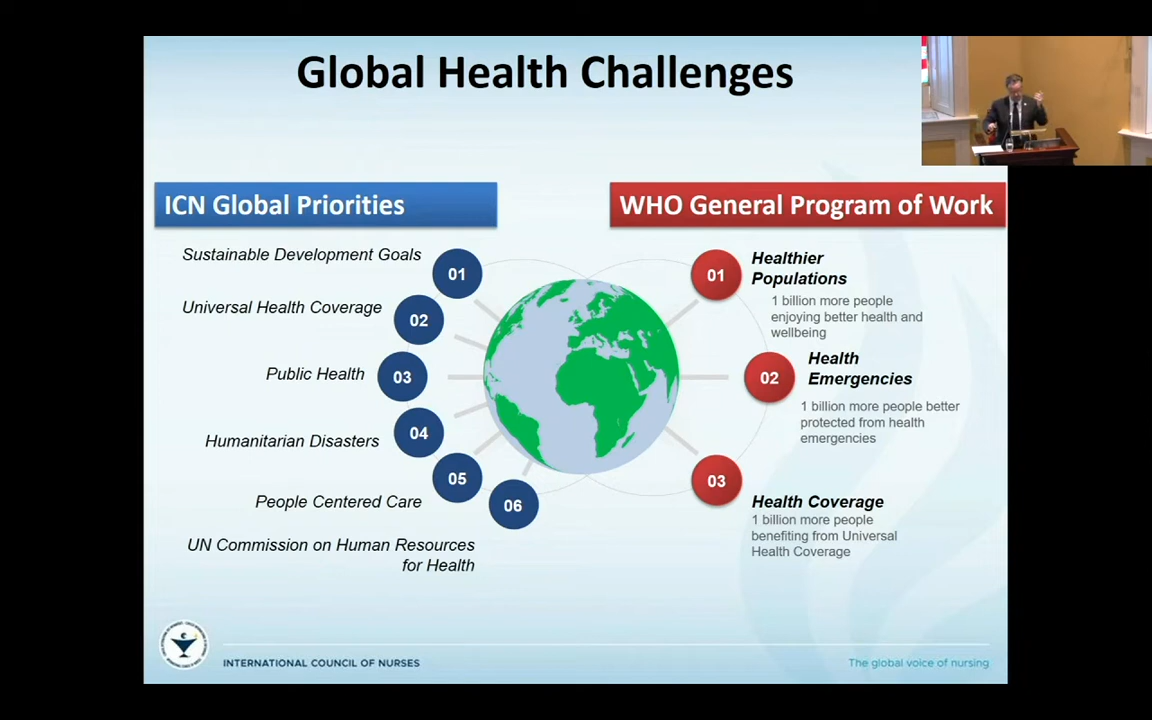 Global Health Challenges
ICN Global Priorities
Sustainable Development Goals
01
Universal Health Coverage
02
Public Health
03
Humanitarian Disasters
04
05
People Centered Care
06
UN Commission on Human Resources
for Health
WHO General Program of Work
01
Healthier
Populations
1 billion more people
enjoying better health and
wellbeing
02
Health
Emergencies
1 billion more people better
protected from health
emergencies
03
Health Coverage
1 billion more people
benefiting from Universal
Health Coverage
INTERNATIONAL COUNCIL OF NURSES
The global voice of nursing